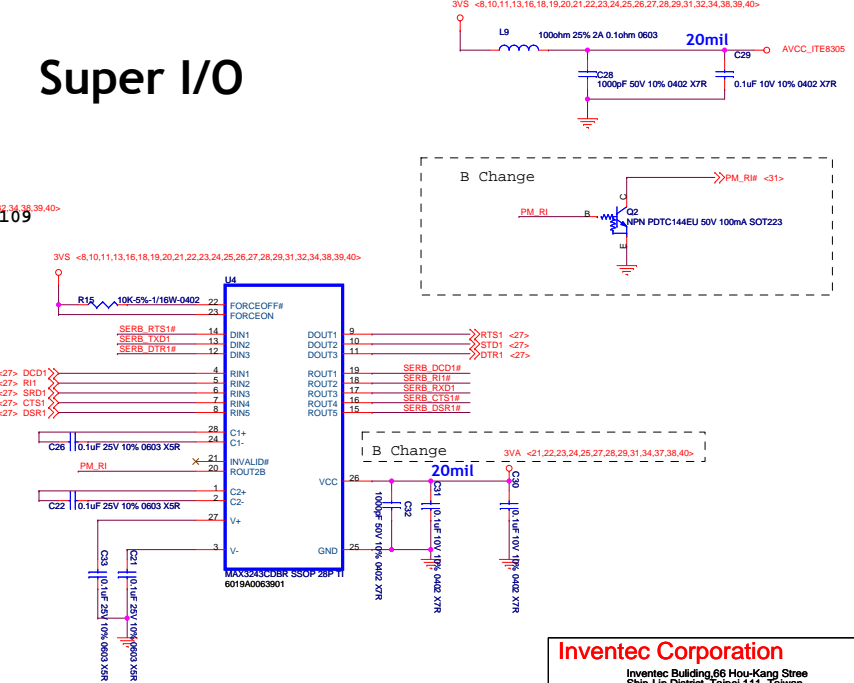 3VS <8,10,11,13,16,18,19,20,21,22,23,24,25,26,27,28,29,31,32,34,38,39,40>
L9
100ohm 25% 2A 0.1ohm 0603
20mil
AVCC_ITE8305
C29
C28
1000pF 50V 10% 0402 X7R
0.1uF 10V 10% 0402 X7R
Super I/O
B Change
PM_RI# <31>
C
PM_RI
B
Q2
NPN PDTC144EU 50V 100mA SOT223
E
2,34,38,39,40>
109
3VS <8,10,11,13,16,18,19,20,21,22,23,24,25,26,27,28,29,31,32,34,38,39,40>
U4
R15
10K-5%-1/16W-0402
22 FORCEOFF#
23 FORCEON
SERB_RTS1# 14 DIN1 DOUT1 9 RTS1 <27>
SERB_TXD1 13 DIN2 DOUT2 10 STD1 <27>
SERB_DTR1# 12 DIN3 DOUT3 11 DTR1 <27>
<27> DCD1 4 RIN1 ROUT1 19 SERB_DCD1#
<27> RI1 5 RIN2 ROUT2 18 SERB_RI1#
<27> SRD1 6 RIN3 ROUT3 17 SERB_RXD1
<27> CTS1 7 RIN4 ROUT4 16 SERB_CTS1#
<27> DSR1 8 RIN5 ROUT5 15 SERB_DSR1#
28 C1+
24 C1-
C26 0.1uF 25V 10% 0603 X5R
B Change
3VA <21,22,23,24,25,27,28,29,31,34,37,38,40>
21 INVALID#
PM_RI 20 ROUT2B
20mil
VCC 26
1 C2+
2 C2-
C22 0.1uF 25V 10% 0603 X5R
27 V+
3 V-
GND 25
C32
1000pF 50V 10% 0402 X7R
C31
0.1uF 10V 10% 0402 X7R
C30
0.1uF 10V 10% 0402 X7R
C33
0.1uF 25V 10% 0603 X5R
C21
0.1uF 25V 10% 0603 X5R
MAX3243CDBR SSOP 28P TI
6019A0063901
Inventec Corporation
Inventec Buliding,66 Hou-Kang Stree
Shin-Lin District, Taipei 111, Taiwan